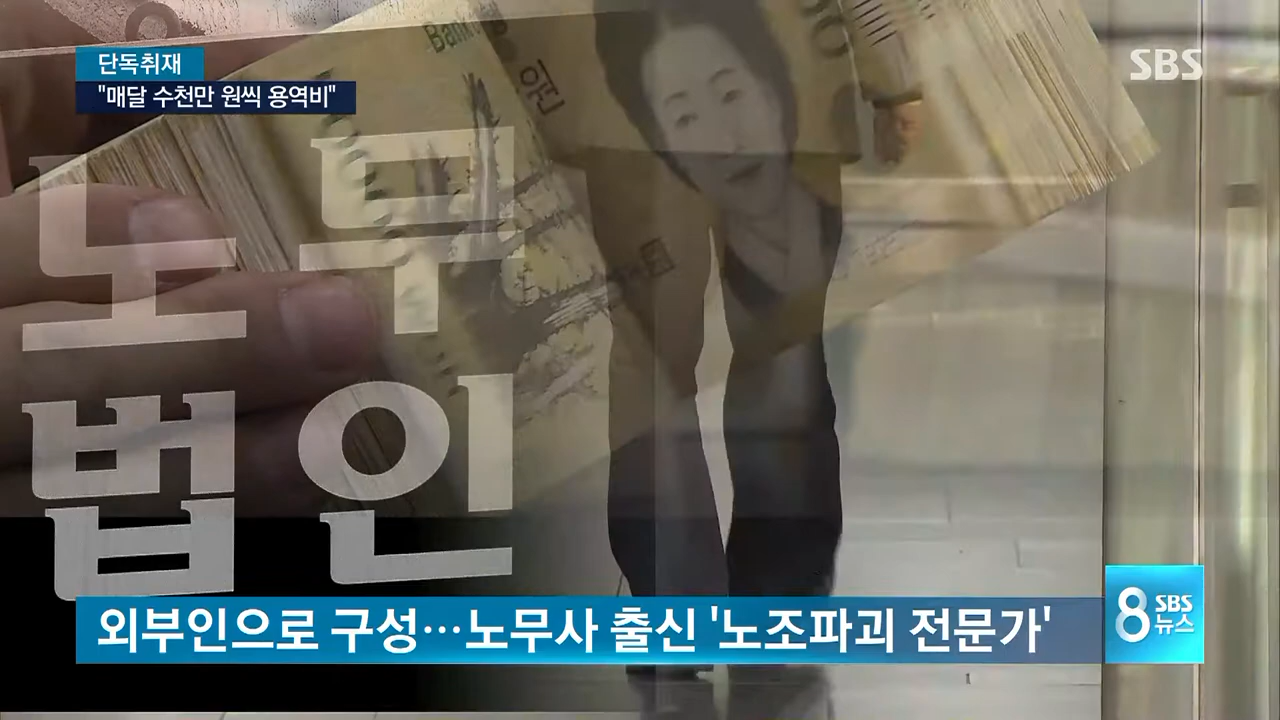 단독취재
SBS
"매달 수천만 원씩 용역비"
노무
법인
외부인으로 구성…노무사 출신 '노조파괴 전문가'
8 SBS
뉴스